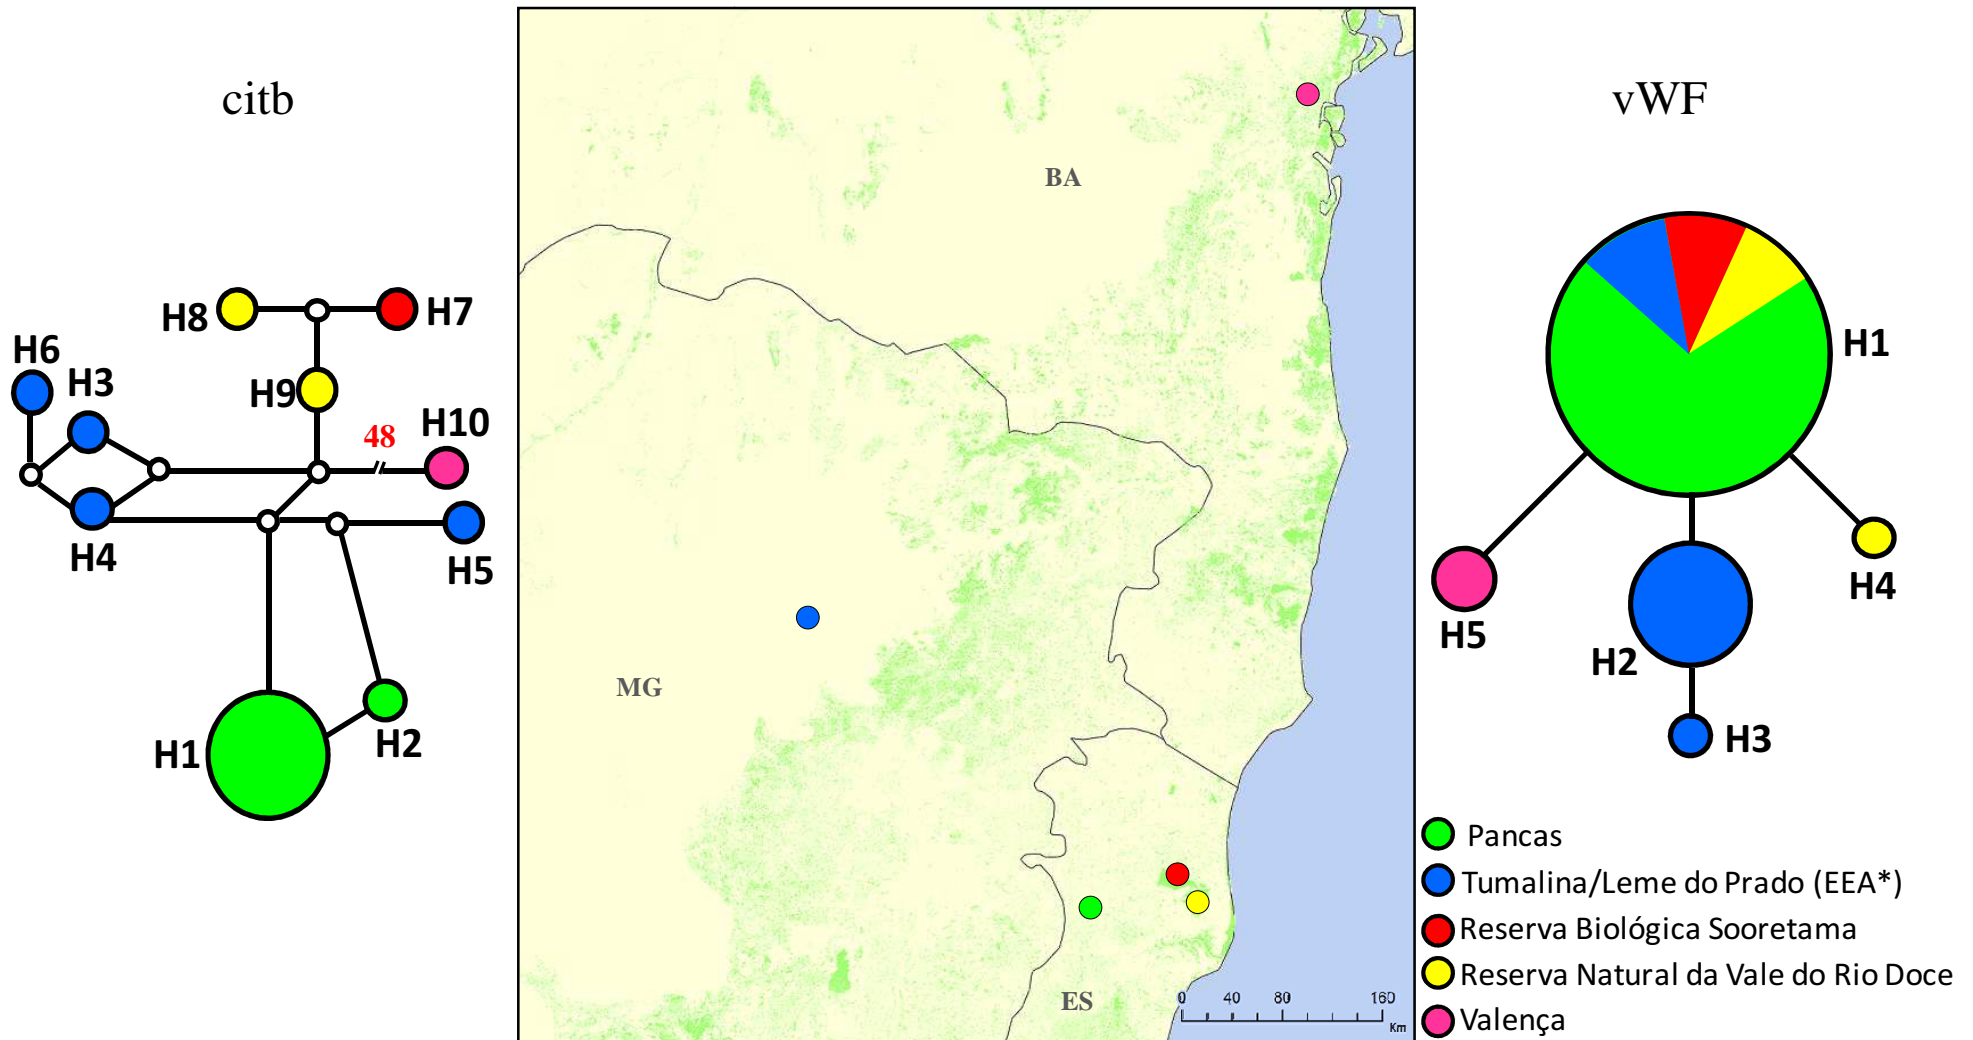 citb
H8
H7
H6
H3
H9
48
H10
H4
H5
H1
H2
BA
MG
ES
0 40 80 160
Km
vWF
H1
H5
H4
H2
H3
Pancas
Tumalina/Leme do Prado (EEA*)
Reserva Biológica Sooretama
Reserva Natural da Vale do Rio Doce
Valença